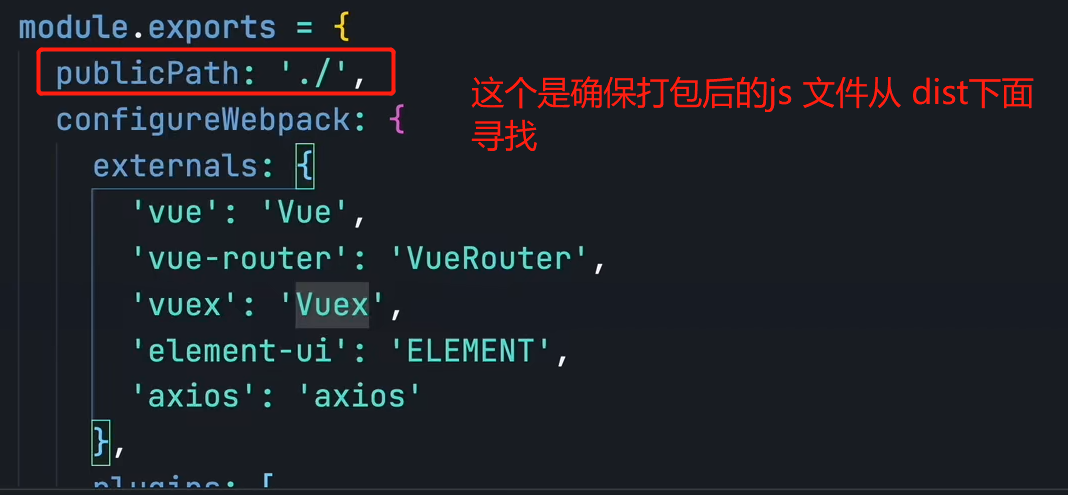 module.exports = {
publicPath: './',
这个是确保打包后的js 文件从 dist下面
寻找
configureWebpack: {
externals: {
'vue': 'Vue',
'vue-router': 'VueRouter',
'vuex': 'Vuex',
'element-ui': 'ELEMENT',
'axios': 'axios'
},
plugins: [